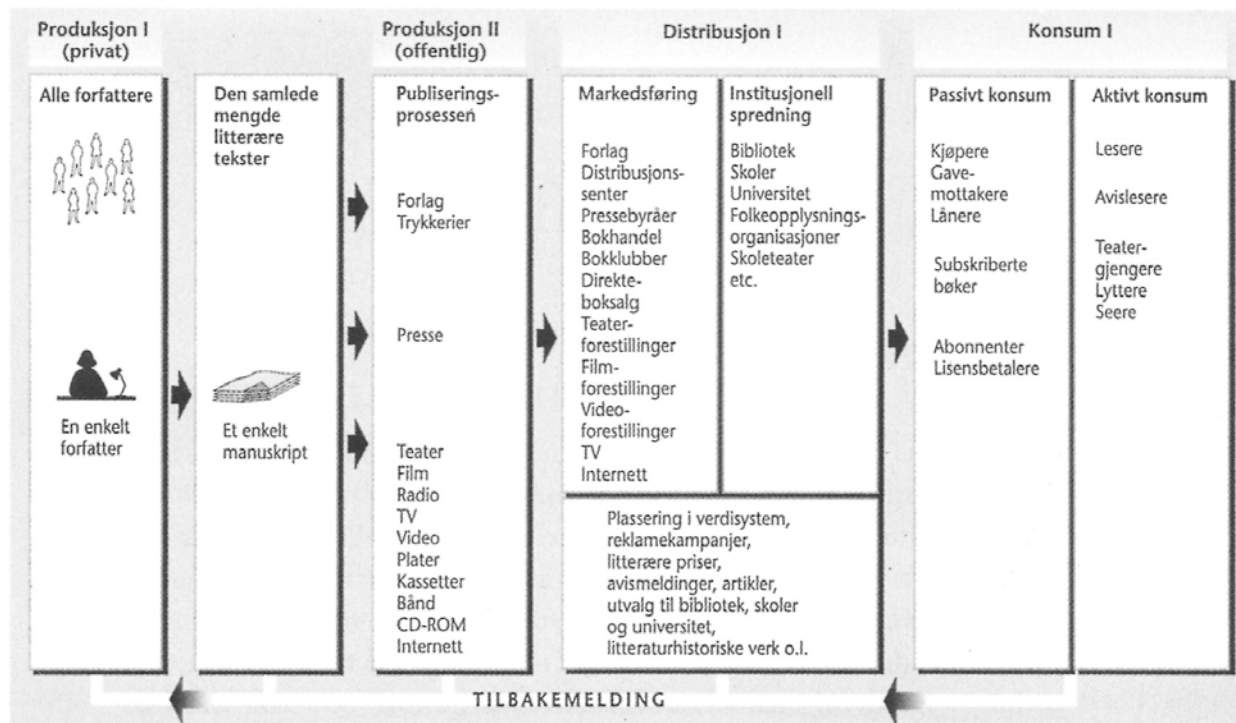 Produksjon I
(privat)
Alle forfattere
En enkelt
forfatter
Den samlede
mengde
litterære
tekster
Et enkelt
manuskript
Produksjon II
(offentlig)
Publiserings-
prosessen
Forlag
Trykkerier
Presse
Teater
Film
Radio
TV
Video
Plater
Kassetter
Bånd
CD-ROM
Internett
Distribusjon I
Markedsføring
Forlag
Distribusjons-
senter
Pressebyråer
Bokhandel
Bokklubber
Direkte-
boksalg
Teater-
forestillinger
Film-
forestillinger
Video-
forestillinger
TV
Internett
Institusjonell
spredning
Bibliotek
Skoler
Universitet
Folkeopplysnings-
organisasjoner
Skoleteater
etc.
Plassering i verdisystem,
reklamekampanjer,
litterære priser,
avismeldinger, artikler,
utvalg til bibliotek, skoler
og universitet,
litteraturhistoriske verk o.l.
Konsum I
Passivt konsum
Kjøpere
Gave-
mottakere
Lånere
Subskriberte
bøker
Abonnenter
Lisensbetalere
Aktivt konsum
Lesere
Avislesere
Teater-
gjengere
Lyttere
Seere
TILBAKEMELDING